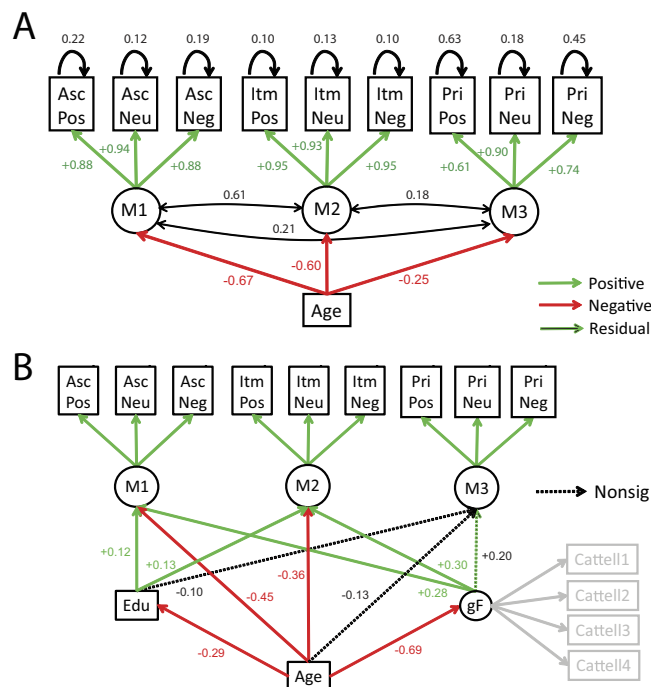 A
0.22 0.12 0.19 0.10 0.13 0.10 0.63 0.18 0.45
Asc Asc Asc Itm Itm Itm Pri Pri Pri
Pos Neu Neg Pos Neu Neg Pos Neu Neg
+0.88 +0.94 +0.88 +0.95 +0.93 +0.95 +0.61 +0.90 +0.74
M1 0.61 M2 0.18 M3
0.21
-0.67 -0.60 -0.25
Age
Positive
Negative
Residual
B
Asc Asc Asc Itm Itm Itm Pri Pri Pri
Pos Neu Neg Pos Neu Neg Pos Neu Neg
M1 M2 M3
Nonsig
+0.12 +0.13 +0.30 +0.20
-0.10 -0.45 -0.36 -0.13 +0.28
Edu gF
Cattell1
Cattell2
Cattell3
Cattell4
-0.29 -0.69
Age